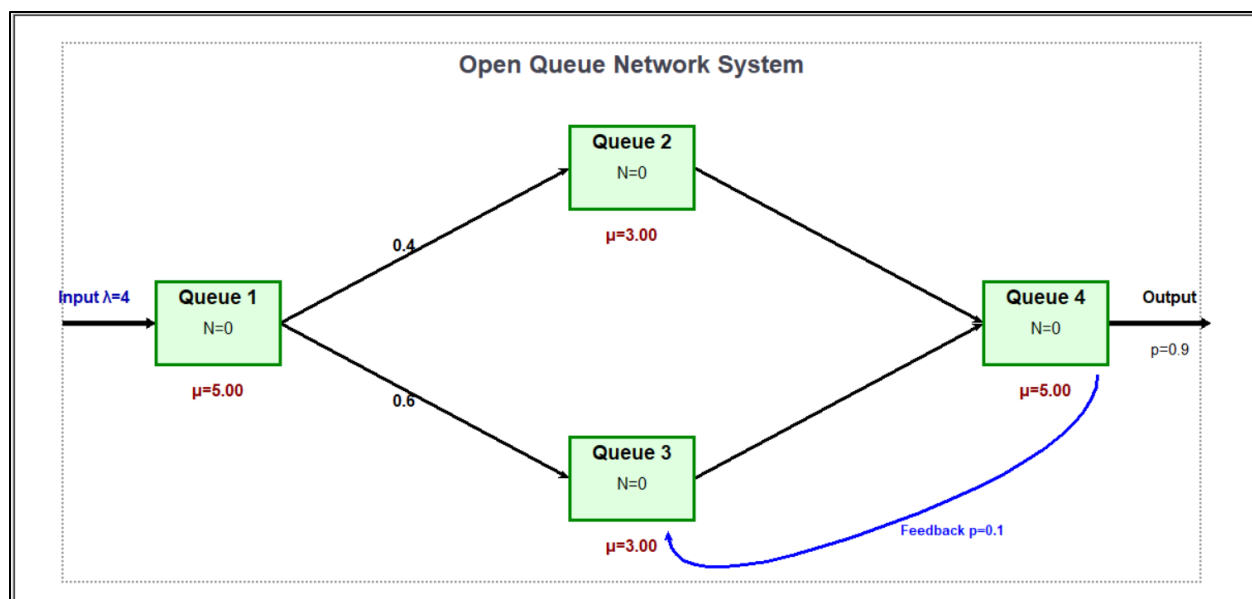 Open Queue Network System
Queue 2
N=0
μ=3.00
0.4
Input λ=4
Queue 1
N=0
μ=5.00
Queue 4
N=0
μ=5.00
Output
p=0.9
0.6
Queue 3
N=0
μ=3.00
Feedback p=0.1